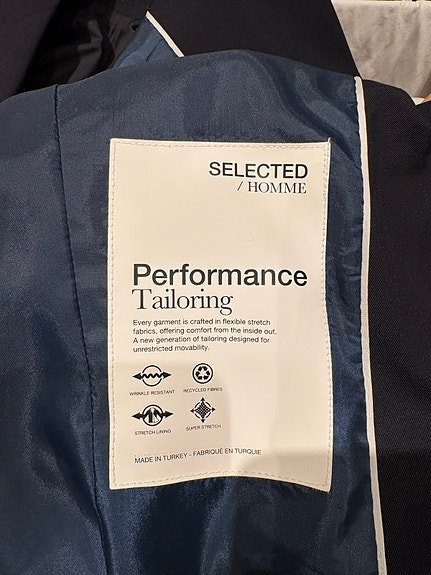 SELECTED
/ HOMME
Performance
Tailoring
Every garment is crafted in flexible stretch
fabrics, offering comfort from the inside out.
A new generation of tailoring designed for
unrestricted movability.
WRINKLE RESISTANT
RECYCLED FIBRES
STRETCH LINING
SUPER STRETCH
MADE IN TURKEY - FABRIQUÉ EN TURQUIE